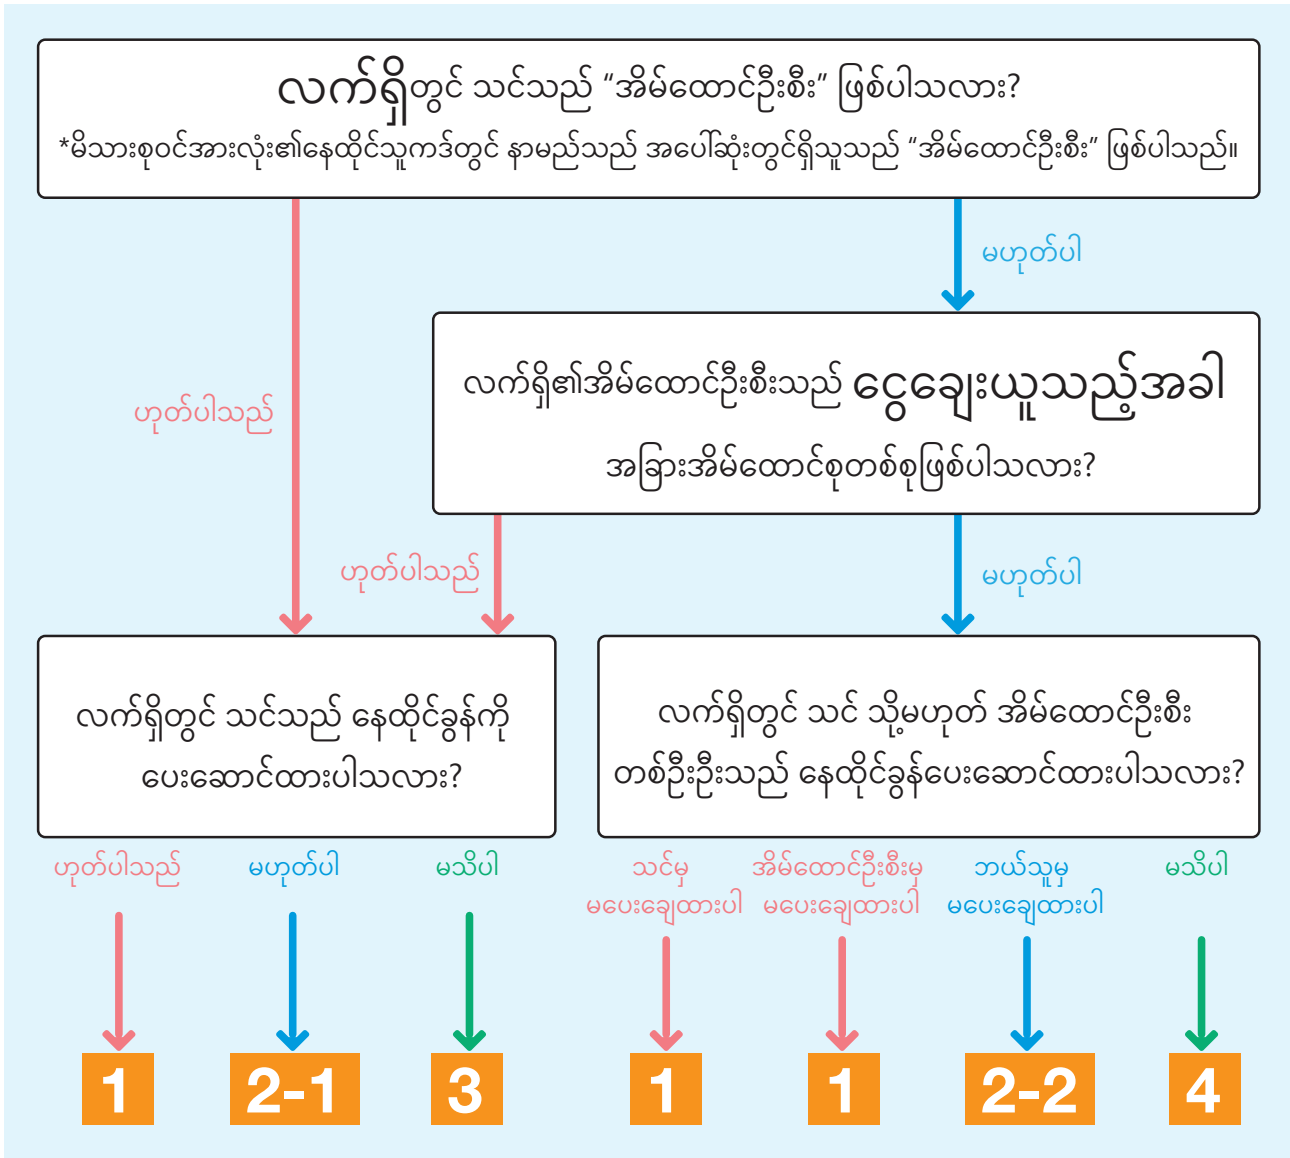 လက်ရှိတွင် သင်သည် “အိမ်ထောင်ဦးစီး” ဖြစ်ပါသလား?
*မိသားစုဝင်အားလုံး၏နေထိုင်သူကဒ်တွင် နာမည်သည် အပေါ်ဆုံးတွင်ရှိသူသည် “အိမ်ထောင်ဦးစီး” ဖြစ်ပါသည်။
မဟုတ်ပါ
လက်ရှိ၏အိမ်ထောင်ဦးစီးသည် ငွေချေးယူသည့်အခါ
အခြားအိမ်ထောင်စုတစ်စုဖြစ်ပါသလား?
ဟုတ်ပါသည်
ဟုတ်ပါသည်
မဟုတ်ပါ
လက်ရှိတွင် သင်သည် နေထိုင်ခွန်ကို
ပေးဆောင်ထားပါသလား?
လက်ရှိတွင် သင် သို့မဟုတ် အိမ်ထောင်ဦးစီး
တစ်ဦးဦးသည် နေထိုင်ခွန်ပေးဆောင်ထားပါသလား?
ဟုတ်ပါသည်
မဟုတ်ပါ
မသိပါ
သင်မှ
မပေးချေထားပါ
အိမ်ထောင်ဦးစီးမှ
မပေးချေထားပါ
ဘယ်သူမှ
မပေးချေထားပါ
မသိပါ
1
2-1
3
1
1
2-2
4